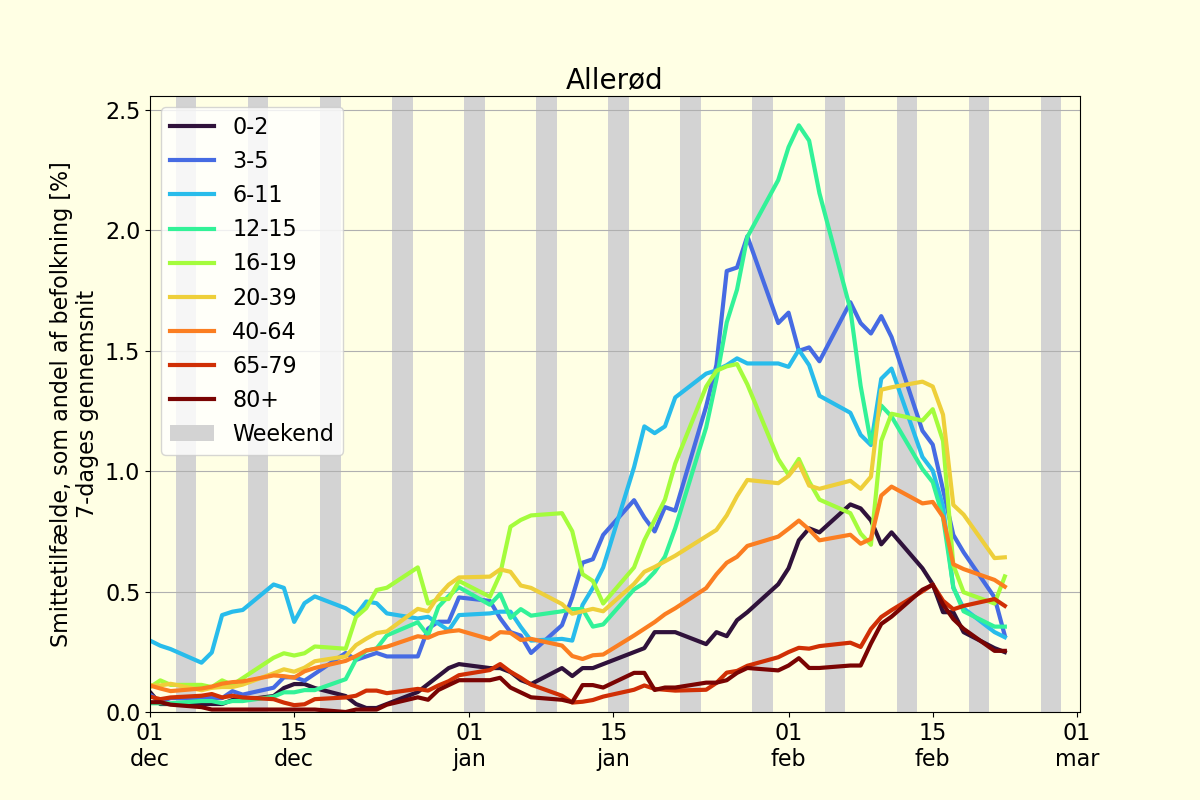 Allerød
Smittetilfælde, som andel af befolkning [%]
7-dages gennemsnit
2.5
2.0
1.5
1.0
0.5
0.0
0-2
3-5
6-11
12-15
16-19
20-39
40-64
65-79
80+
Weekend
01 15 01 15 01 15 01
dec dec jan jan feb feb mar